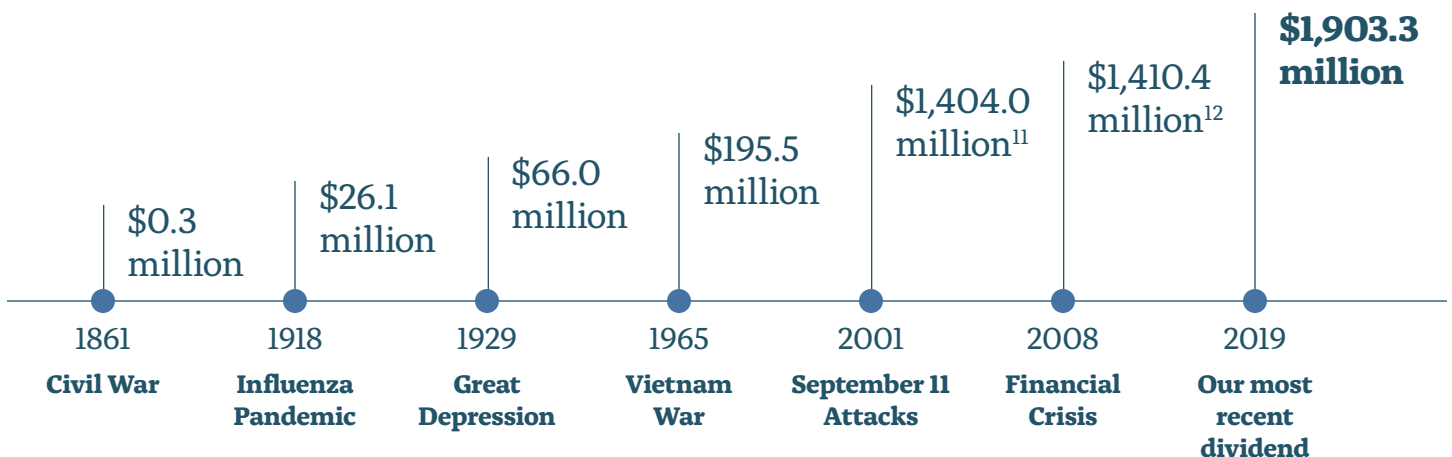 $0.3
million
$26.1
million
$66.0
million
$195.5
million
$1,404.0
million¹¹
$1,410.4
million¹²
$1,903.3
million
1861
Civil War
1918
Influenza
Pandemic
1929
Great
Depression
1965
Vietnam
War
2001
September 11
Attacks
2008
Financial
Crisis
2019
Our most
recent
dividend